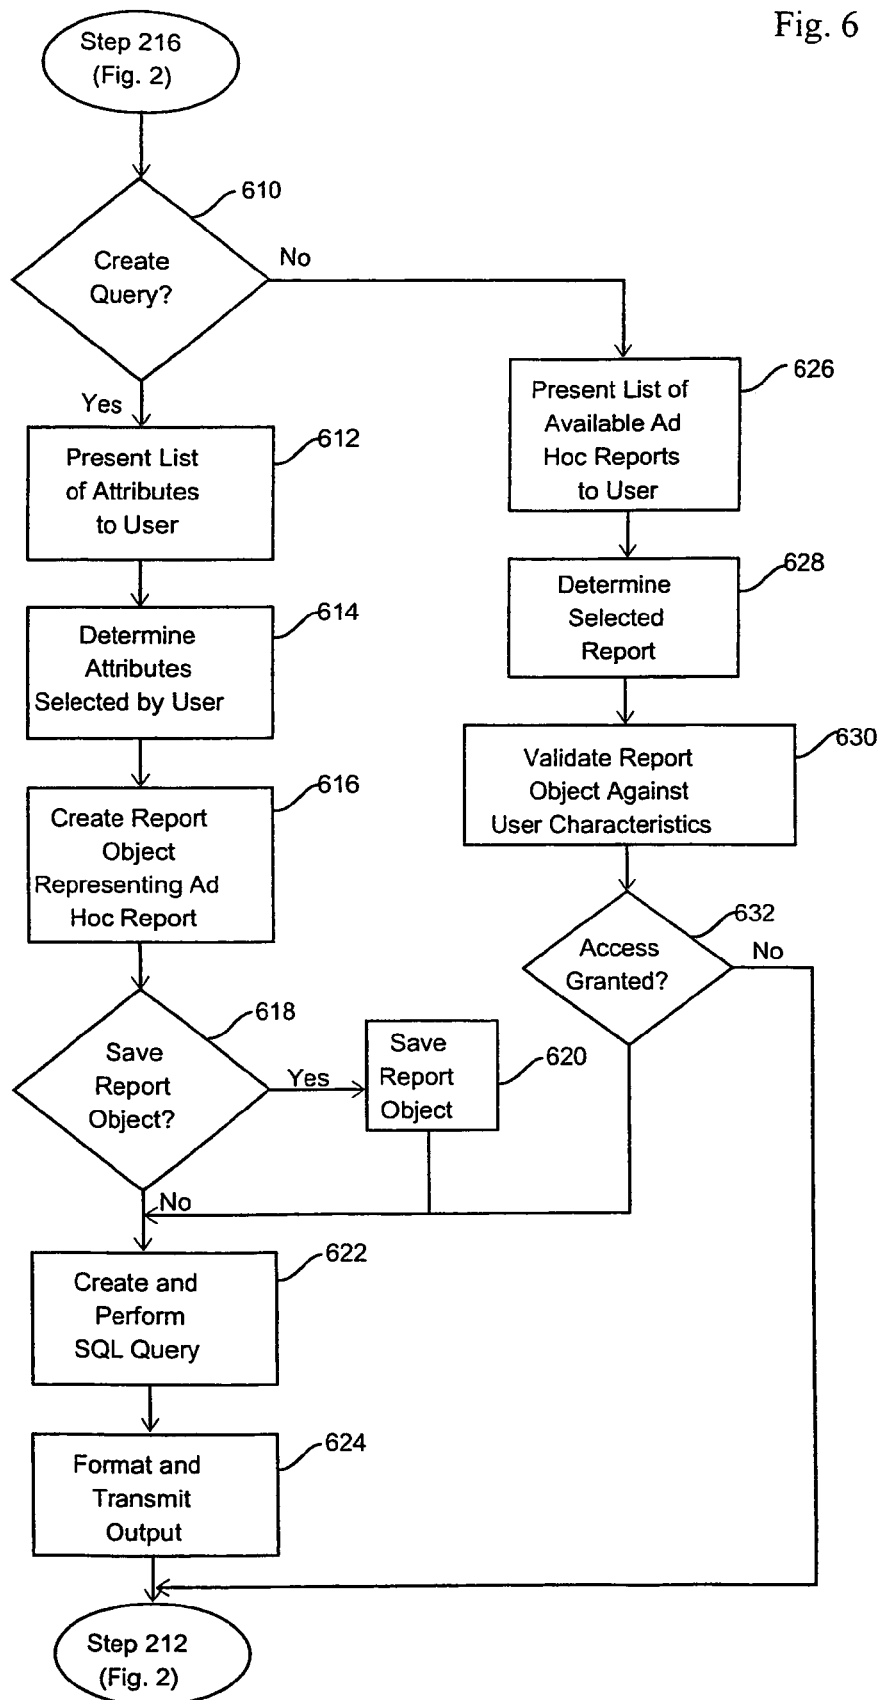 Fig. 6
Step 216
(Fig. 2)
610
Create
Query?
No
Yes
612
Present List
of Attributes
to User
614
Determine
Attributes
Selected by User
616
Create Report
Object
Representing Ad
Hoc Report
618
Save
Report
Object?
Yes
620
Save
Report
Object
No
622
Create and
Perform
SQL Query
624
Format and
Transmit
Output
626
Present List of
Available Ad
Hoc Reports
to User
628
Determine
Selected
Report
630
Validate Report
Object Against
User Characteristics
632
Access
Granted?
No
Step 212
(Fig. 2)